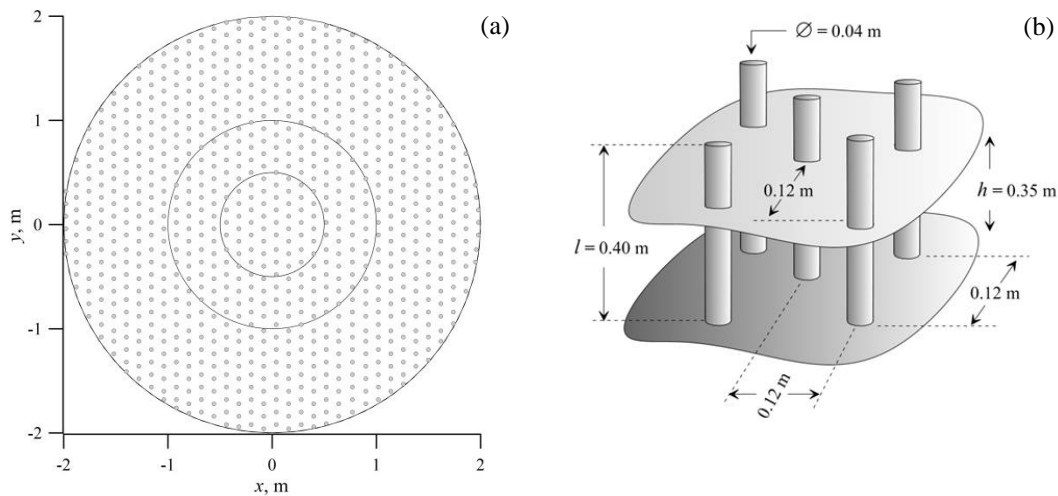 (a)
2
1
0
-1
-2
y, m
-2
-1
0
1
2
x, m
(b)
∅ = 0.04 m
0.12 m
h = 0.35 m
l = 0.40 m
0.12 m
0.12 m